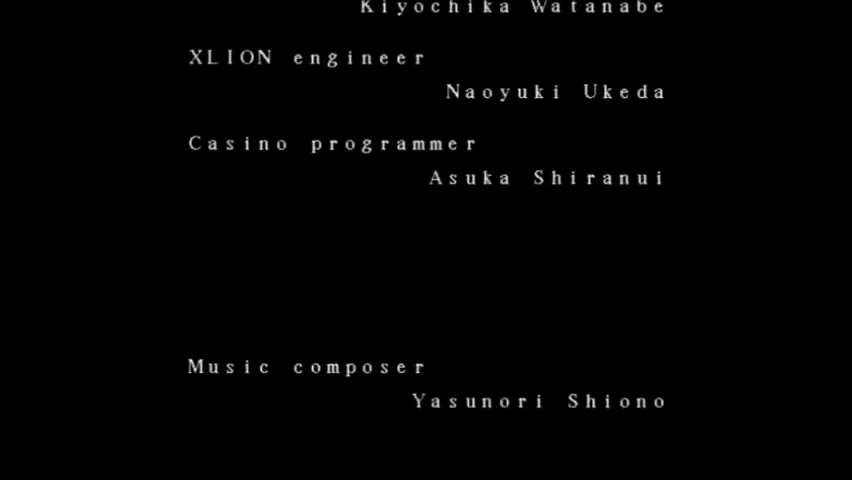 Kiyochika Watanabe
XLION engineer
Naoyuki Ukeda
Casino programmer
Asuka Shiranui
Music composer
Yasunori Shiono